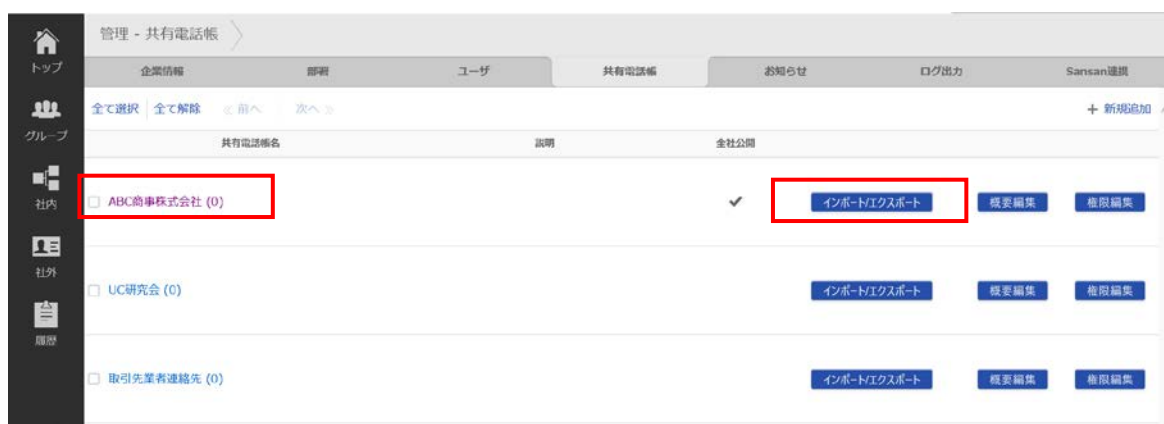 管理 - 共有電話帳
トップ
企業情報 部署 ユーザ 共有電話帳 お知らせ ログ出力 Sansan連携
全て選択 全て解除 ≪ 前へ 次へ ≫ + 新規追加
グループ
共有電話帳名 説明 全社公開
社内
ABC商事株式会社 (0) ✓ インポート/エクスポート 概要編集 権限編集
社外
UC研究会 (0) インポート/エクスポート 概要編集 権限編集
履歴
取引先業者連絡先 (0) インポート/エクスポート 概要編集 権限編集